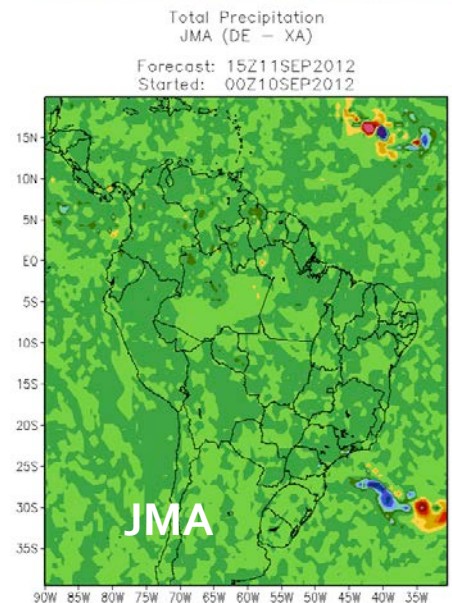 Total Precipitation
JMA (DE – XA)
Forecast: 15Z11SEP2012
Started: 00Z10SEP2012
15N
10N
5N
EQ
5S
10S
15S
20S
25S
30S
35S
JMA
90W 85W 80W 75W 70W 65W 60W 55W 50W 45W 40W 35W